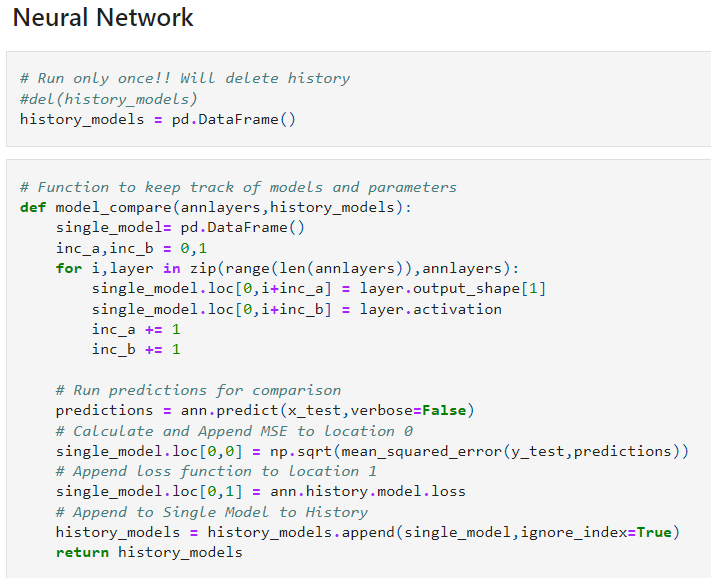 Neural Network
# Run only once!! Will delete history
#del(history_models)
history_models = pd.DataFrame()
# Function to keep track of models and parameters
def model_compare(annlayers,history_models):
    single_model= pd.DataFrame()
    inc_a,inc_b = 0,1
    for i,layer in zip(range(len(annlayers)),annlayers):
        single_model.loc[0,i+inc_a] = layer.output_shape[1]
        single_model.loc[0,i+inc_b] = layer.activation
        inc_a += 1
        inc_b += 1
    # Run predictions for comparison
    predictions = ann.predict(x_test,verbose=False)
    # Calculate and Append MSE to location 0
    single_model.loc[0,0] = np.sqrt(mean_squared_error(y_test,predictions))
    # Append loss function to location 1
    single_model.loc[0,1] = ann.history.model.loss
    # Append to Single Model to History
    history_models = history_models.append(single_model,ignore_index=True)
    return history_models